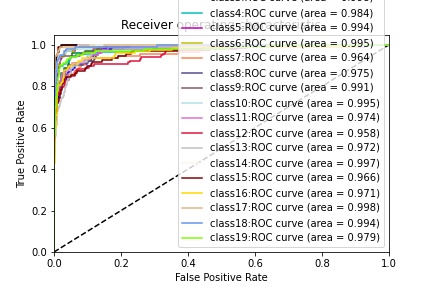 Receiver
class4:ROC curve (area = 0.984)
class5:ROC curve (area = 0.994)
class6:ROC curve (area = 0.995)
class7:ROC curve (area = 0.964)
class8:ROC curve (area = 0.975)
class9:ROC curve (area = 0.991)
class10:ROC curve (area = 0.995)
class11:ROC curve (area = 0.974)
class12:ROC curve (area = 0.958)
class13:ROC curve (area = 0.972)
class14:ROC curve (area = 0.997)
class15:ROC curve (area = 0.966)
class16:ROC curve (area = 0.971)
class17:ROC curve (area = 0.998)
class18:ROC curve (area = 0.994)
class19:ROC curve (area = 0.979)
True Positive Rate
1.0
0.8
0.6
0.4
0.2
0.0
0.0 0.2 0.4 0.6 0.8 1.0
False Positive Rate